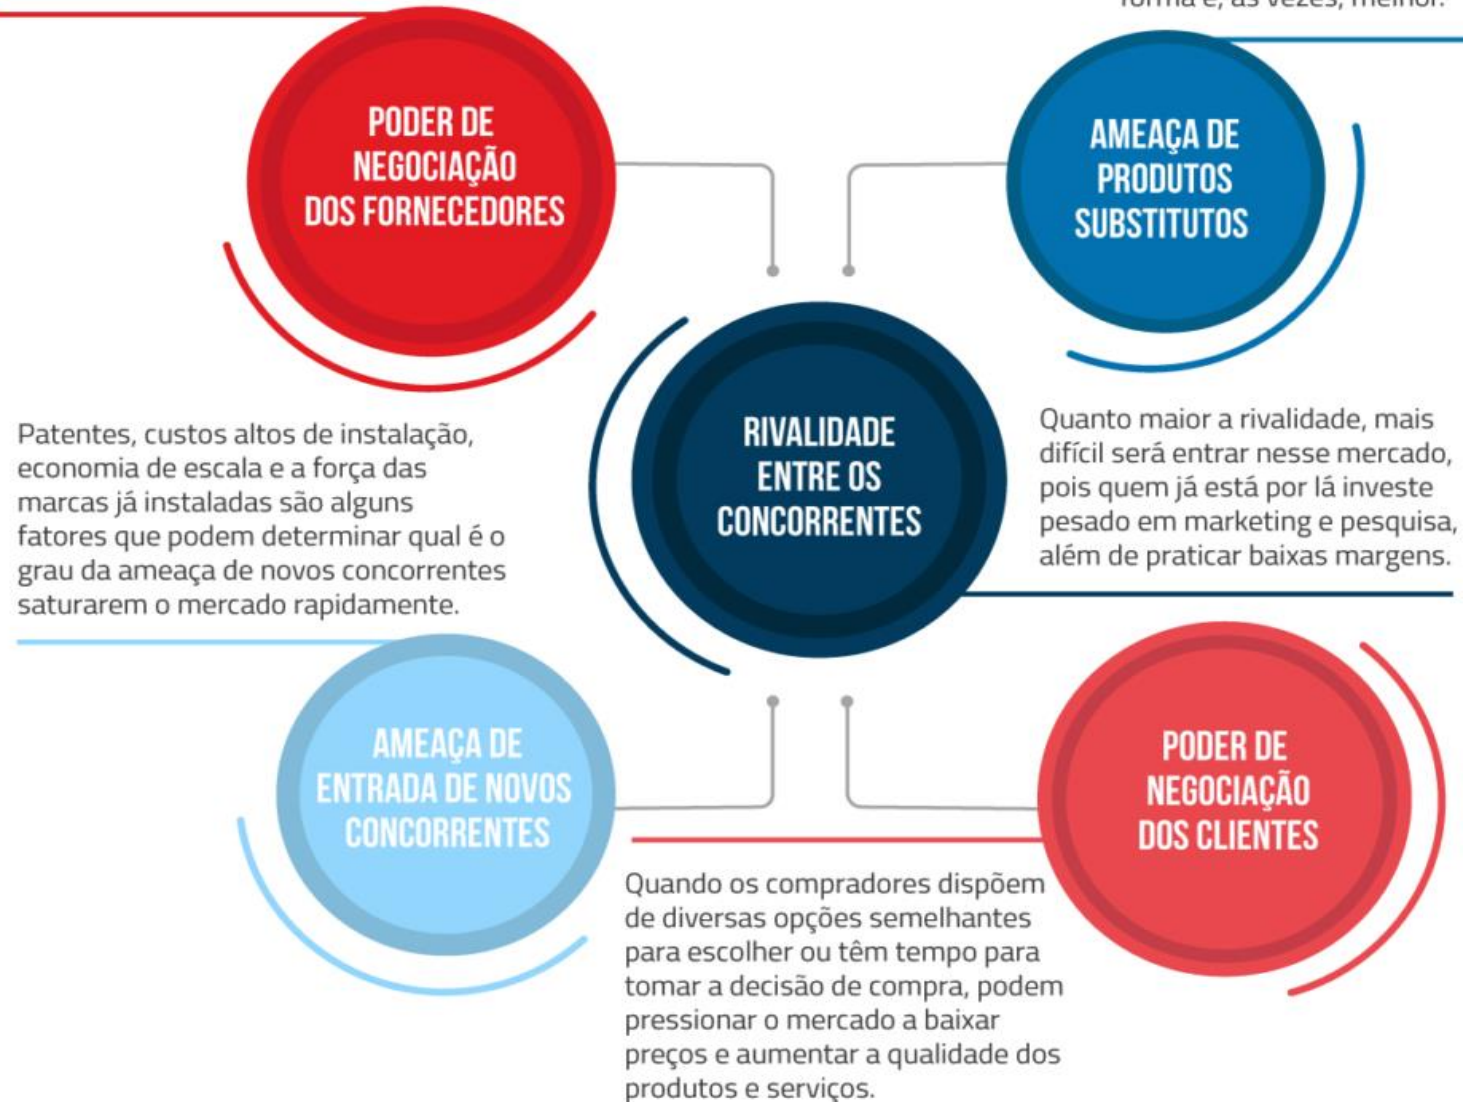 forma e, às vezes, melhor.
PODER DE
NEGOCIAÇÃO
DOS FORNECEDORES
AMEAÇA DE
PRODUTOS
SUBSTITUTOS
RIVALIDADE
ENTRE OS
CONCORRENTES
Patentes, custos altos de instalação,
economia de escala e a força das
marcas já instaladas são alguns
fatores que podem determinar qual é o
grau da ameaça de novos concorrentes
saturarem o mercado rapidamente.
Quanto maior a rivalidade, mais
difícil será entrar nesse mercado,
pois quem já está por lá investe
pesado em marketing e pesquisa,
além de praticar baixas margens.
AMEAÇA DE
ENTRADA DE NOVOS
CONCORRENTES
PODER DE
NEGOCIAÇÃO
DOS CLIENTES
Quando os compradores dispõem
de diversas opções semelhantes
para escolher ou têm tempo para
tomar a decisão de compra, podem
pressionar o mercado a baixar
preços e aumentar a qualidade dos
produtos e serviços.